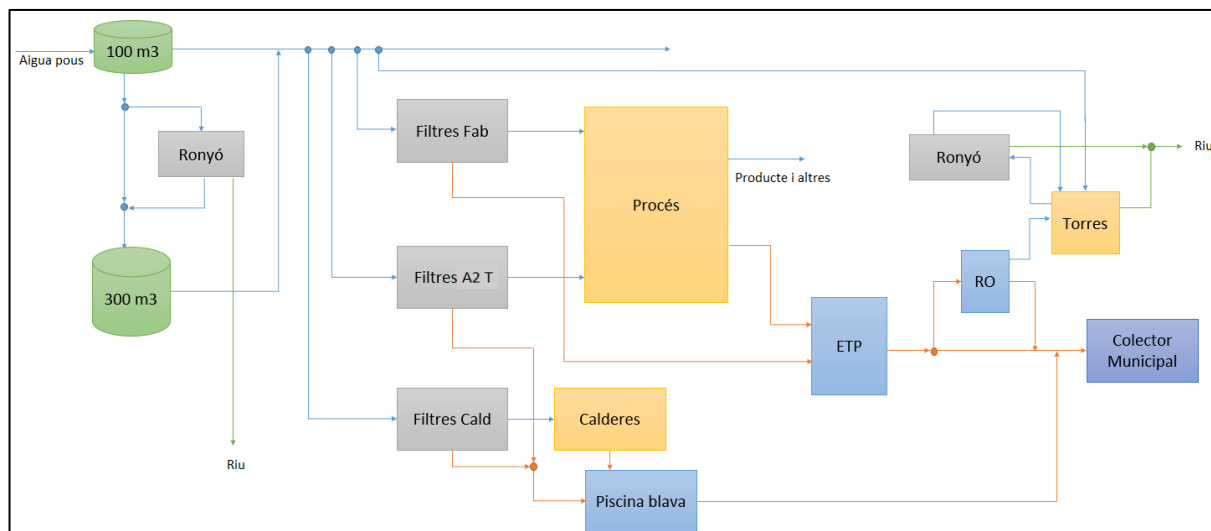 100 m3
Aigua pous
Ronyó
300 m3
Riu
Filtres Fab
Filtres A2 T
Filtres Cald
Procés
Producte i altres
Calderes
Piscina blava
ETP
RO
Ronyó
Torres
Riu
Colector
Municipal